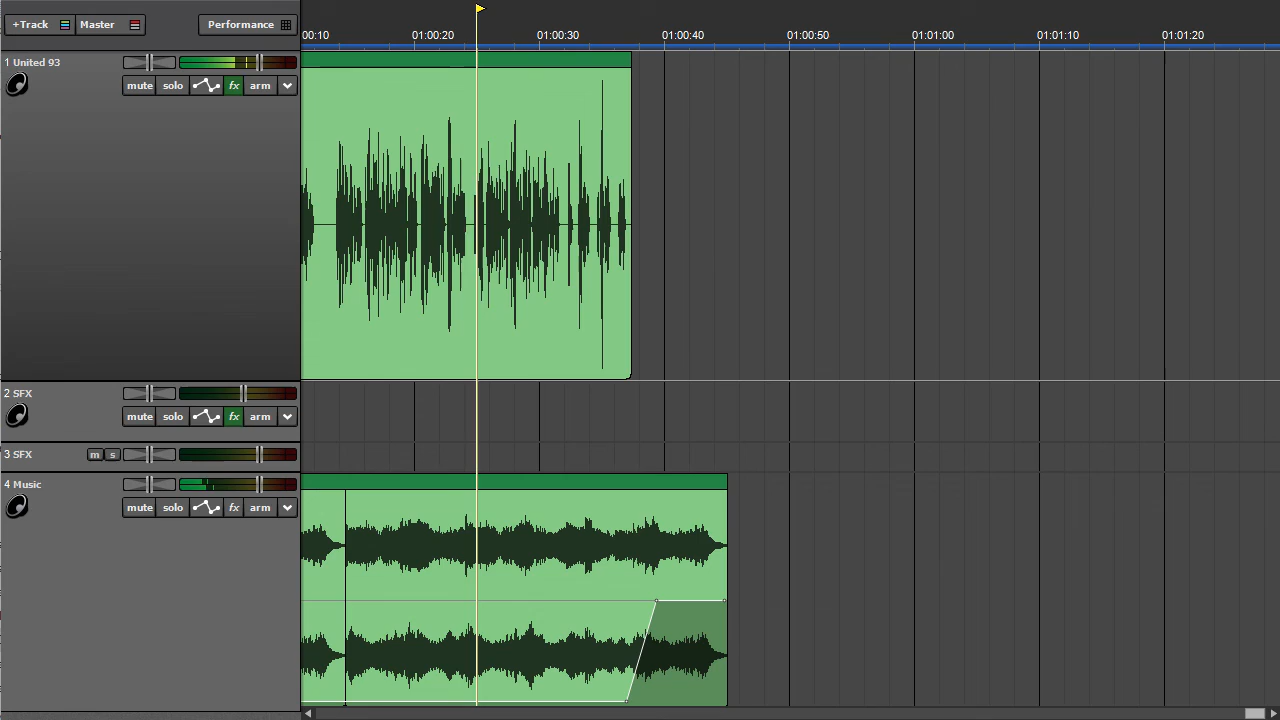 +Track Master Performance
00:10 01:00:20 01:00:30 01:00:40 01:00:50 01:01:00 01:01:10 01:01:20
1 United 93
mute solo fx arm
2 SFX
mute solo fx arm
3 SFX m s
4 Music
mute solo fx arm